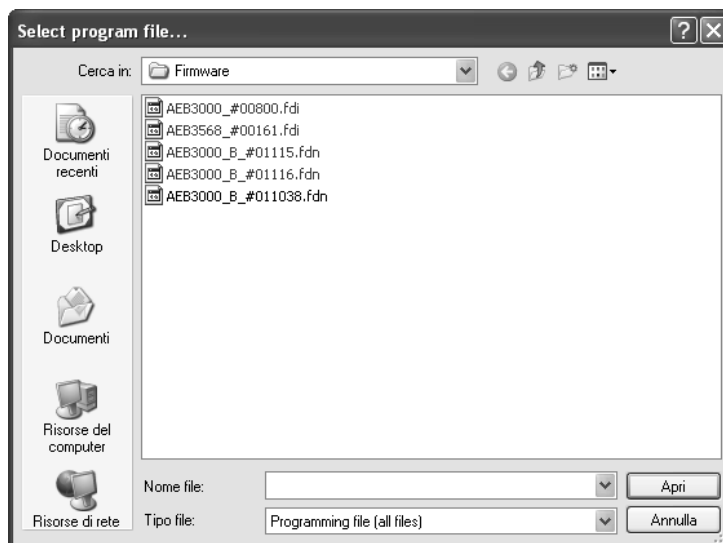 Select program file...
Cerca in:
Firmware
AEB3000_#00800.fdi
AEB3568_#00161.fdi
AEB3000_B_#01115.fdn
AEB3000_B_#01116.fdn
AEB3000_B_#011038.fdn
Documenti
recenti
Desktop
Documenti
Risorse del
computer
Risorse di rete
Nome file:
Apri
Tipo file:
Programming file (all files)
Annulla